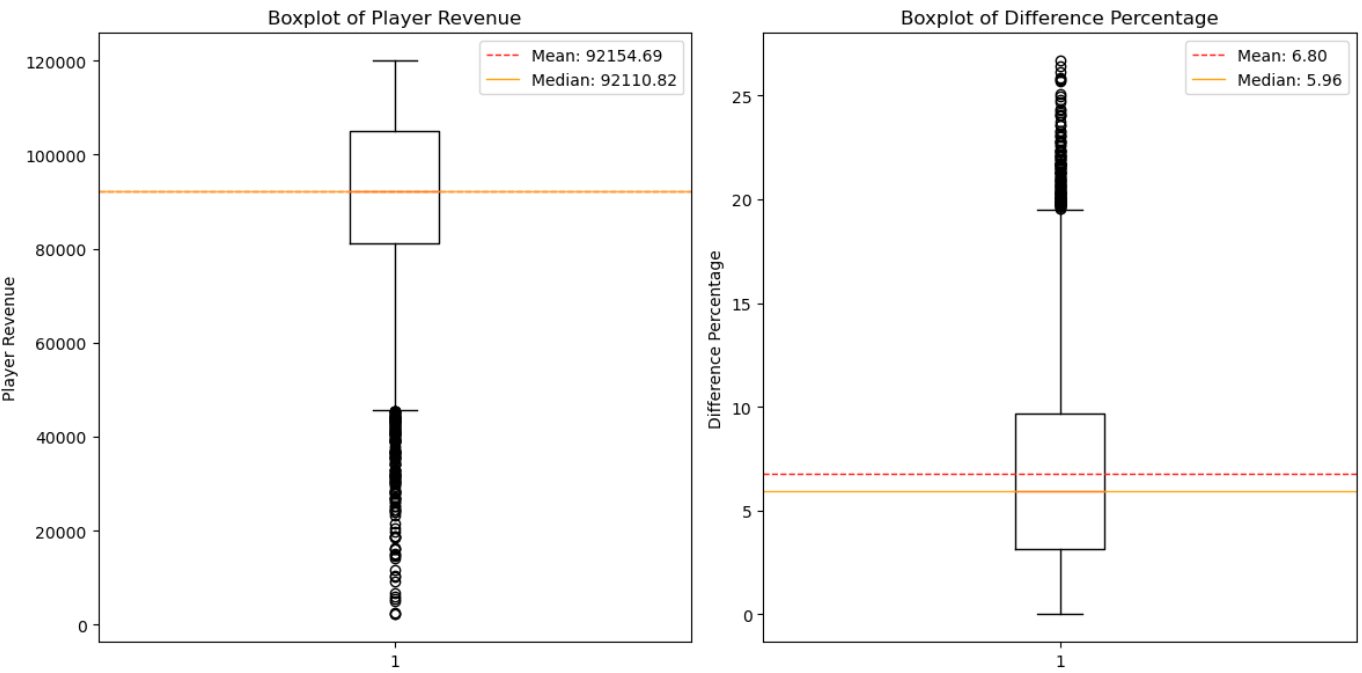 Boxplot of Player Revenue
Player Revenue
120000
100000
80000
60000
40000
20000
0
1
Mean: 92154.69
Median: 92110.82
Boxplot of Difference Percentage
Difference Percentage
25
20
15
10
5
0
1
Mean: 6.80
Median: 5.96